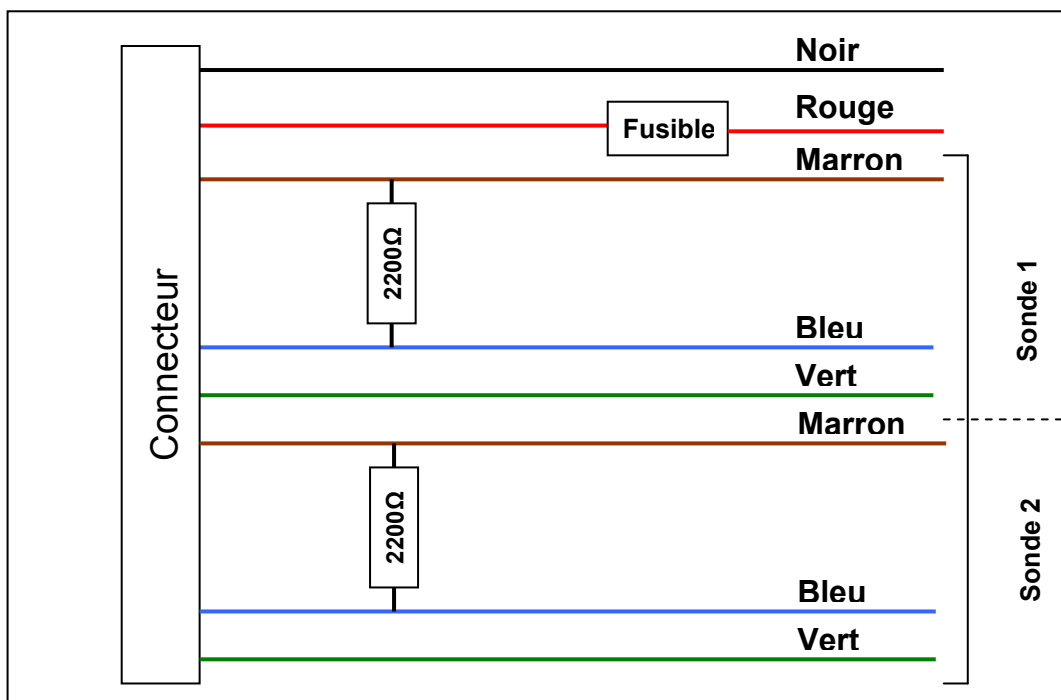 Noir
Rouge
Fusible
Marron
2200Ω
Bleu
Vert
Sonde 1
Connecteur
Marron
2200Ω
Bleu
Vert
Sonde 2